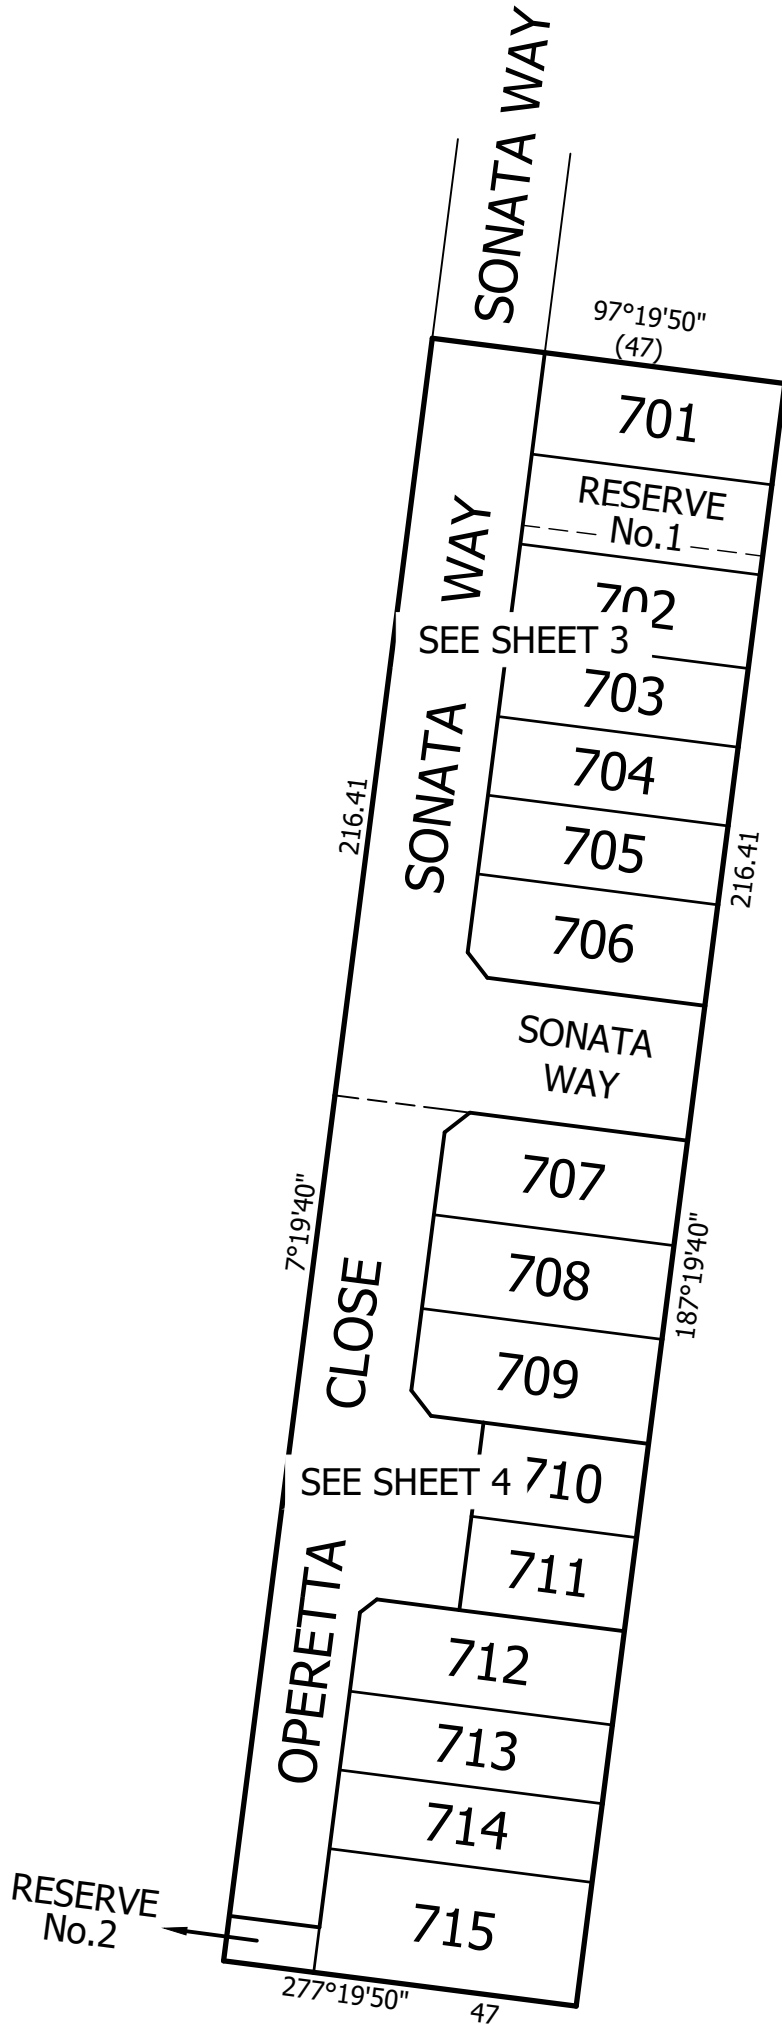 SONATA WAY
97°19'50"
(47)
701
RESERVE
No.1
SONATA WAY
702
SEE SHEET 3
703
704
216.41
705
216.41
706
SONATA
WAY
707
7°19'40"
187°19'40"
708
OPERETTA CLOSE
709
SEE SHEET 4
710
711
712
713
714
RESERVE
No.2
715
277°19'50"
47